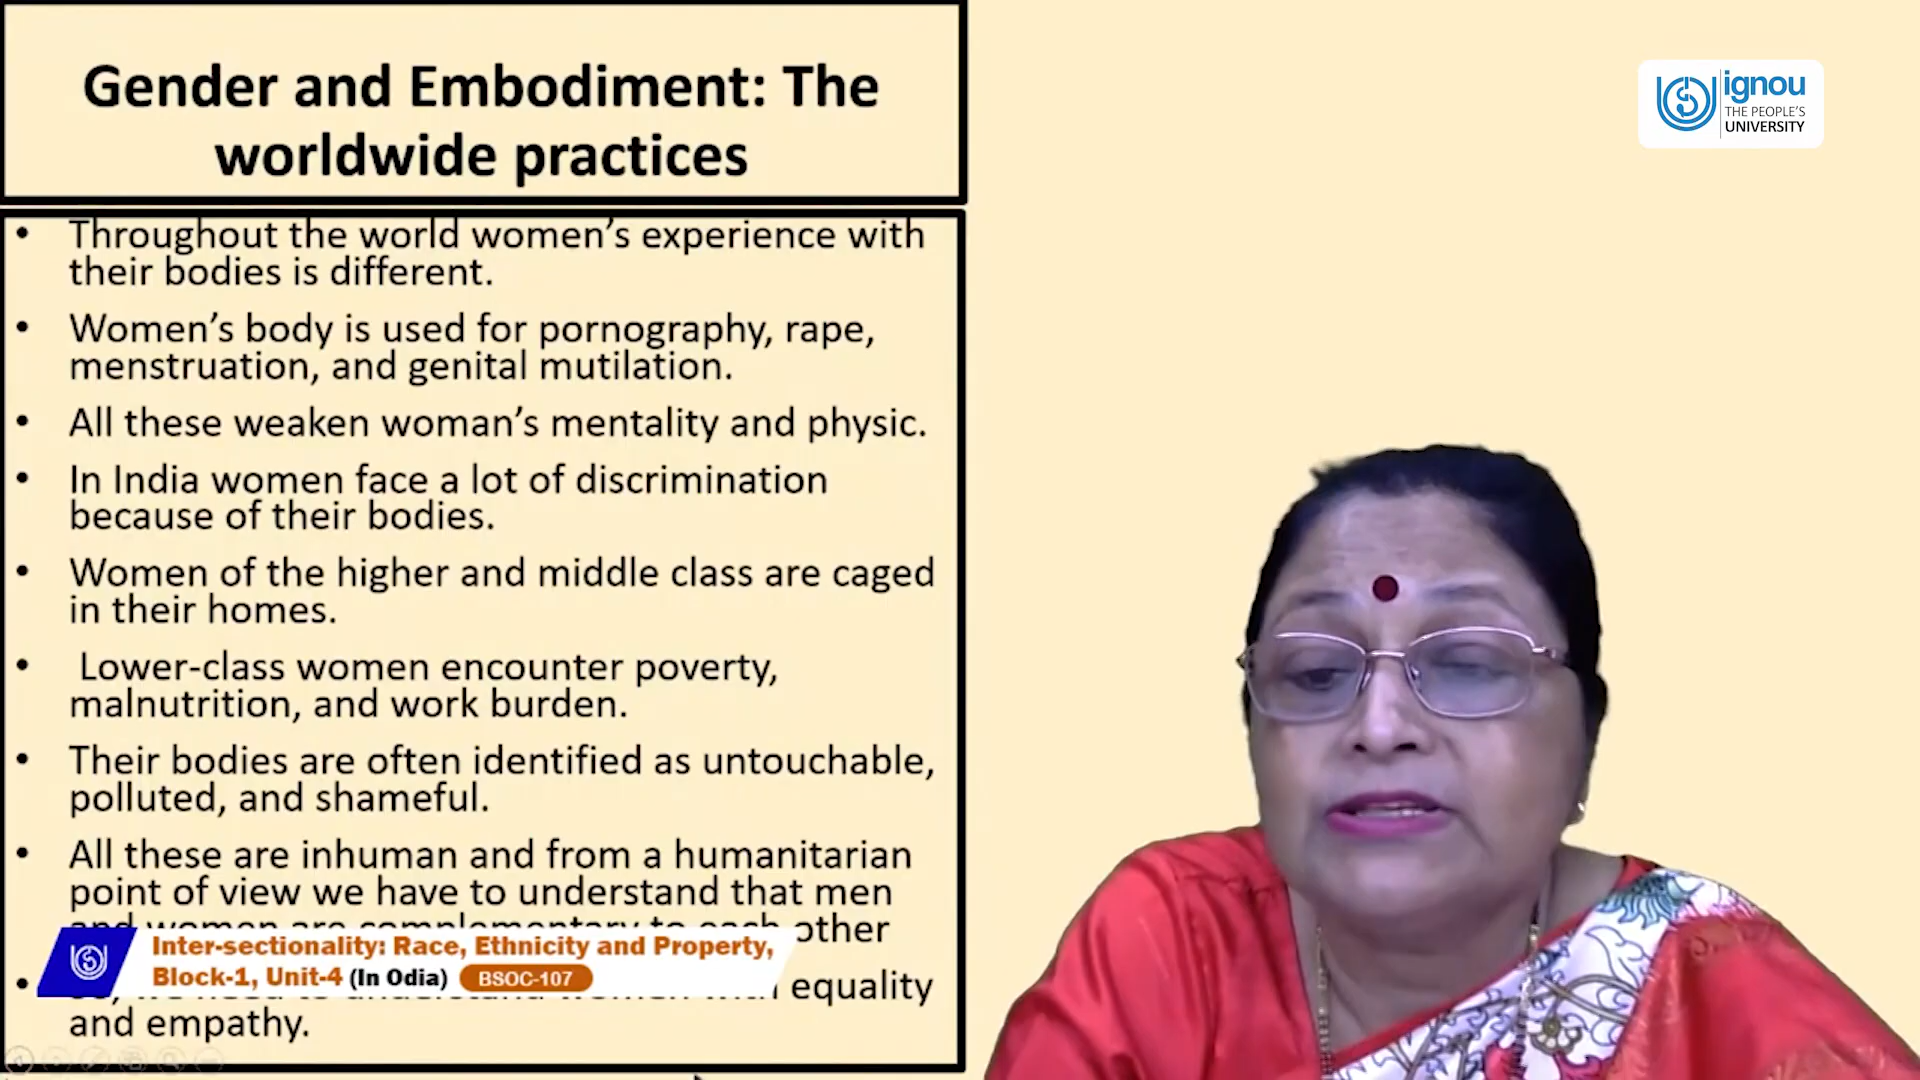 Gender and Embodiment: The
worldwide practices
• Throughout the world women's experience with
their bodies is different.
• Women's body is used for pornography, rape,
menstruation, and genital mutilation.
• All these weaken woman's mentality and physic.
• In India women face a lot of discrimination
because of their bodies.
• Women of the higher and middle class are caged
in their homes.
• Lower-class women encounter poverty,
malnutrition, and work burden.
• Their bodies are often identified as untouchable,
polluted, and shameful.
• All these are inhuman and from a humanitarian
point of view we have to understand that men
and women are complementary to each other
• equality
and empathy.
Inter-sectionality: Race, Ethnicity and Property,
Block-1, Unit-4 (In Odia) BSOC-107
ignou
THE PEOPLE'S
UNIVERSITY